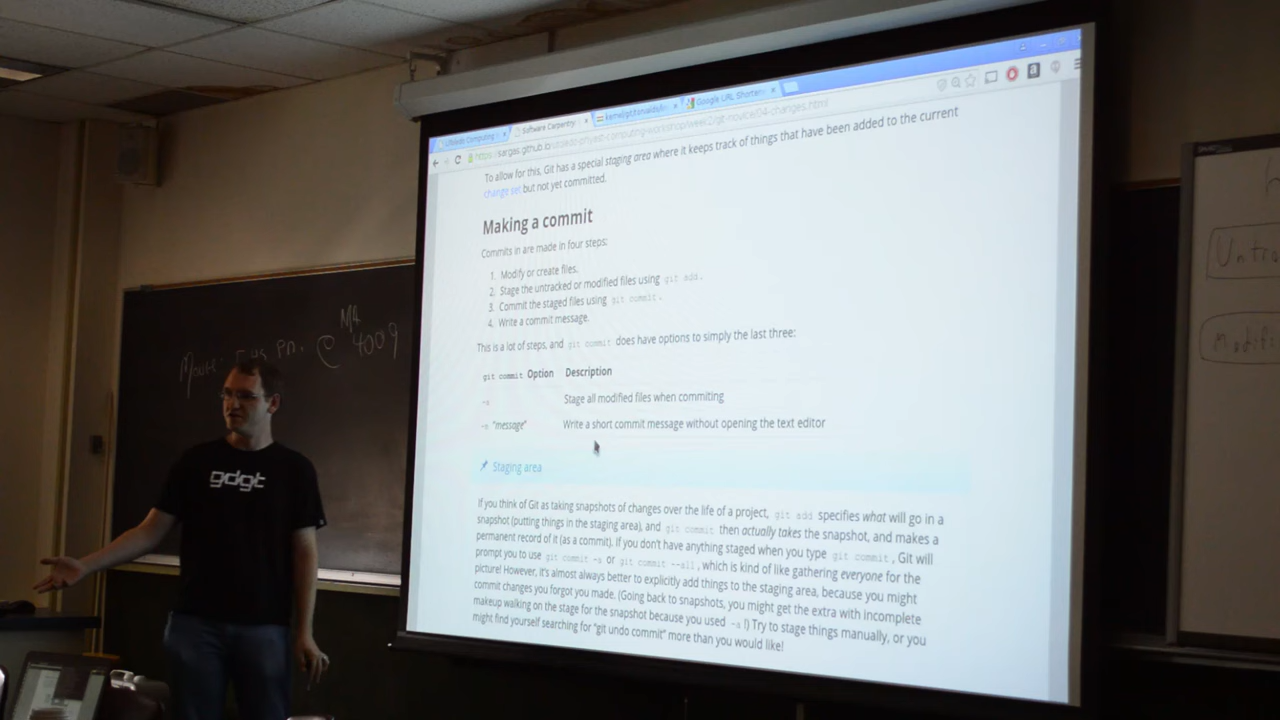 Software Carpentry
Google URL Shorten
To allow for this, Git has a special staging area where it keeps track of things that have been added to the current
change set but not yet committed.
Making a commit
Commits in are made in four steps:
1. Modify or create files.
2. Stage the untracked or modified files using git add.
3. Commit the staged files using git commit.
4. Write a commit message.
This is a lot of steps, and git commit does have options to simply the last three:
git commit Option Description
-a Stage all modified files when commiting
-m "message" Write a short commit message without opening the text editor
Staging area
If you think of Git as taking snapshots of changes over the life of a project, git add specifies what will go in a
snapshot (putting things in the staging area), and git commit then actually takes the snapshot, and makes a
permanent record of it (as a commit). If you don't have anything staged when you type git commit, Git will
prompt you to use git commit -a or git commit --all, which is kind of like gathering everyone for the
picture! However, it's almost always better to explicitly add things to the staging area, because you might
commit changes you forgot you made. (Going back to snapshots, you might get the extra with incomplete
makeup walking on the stage for the snapshot because you used -a !) Try to stage things manually, or you
might find yourself searching for "git undo commit" more than you would like!
MA
@ 4009
gdgt
Untra
Modifi